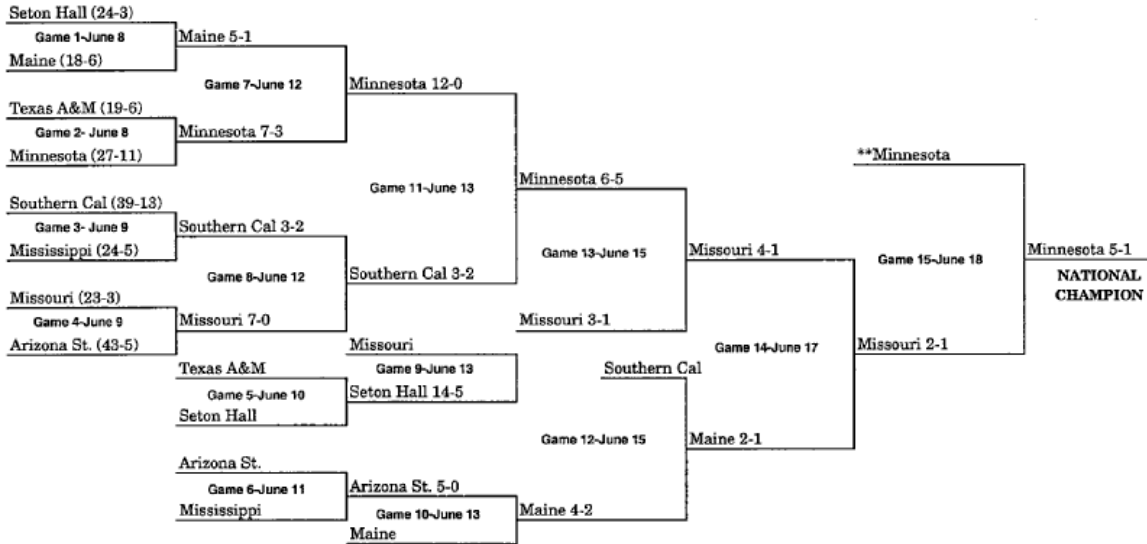 Seton Hall (24-3)
Game 1-June 8
Maine 5-1
Maine (18-6)
Game 7-June 12
Minnesota 12-0
Texas A&M (19-6)
Game 2- June 8
Minnesota 7-3
Minnesota (27-11)
**Minnesota
Game 11-June 13
Minnesota 6-5
Southern Cal (39-13)
Game 3- June 9
Southern Cal 3-2
Mississippi (24-5)
Game 13-June 15
Missouri 4-1
Game 15-June 18
Minnesota 5-1
NATIONAL
CHAMPION
Game 8-June 12
Southern Cal 3-2
Missouri (23-3)
Game 4-June 9
Missouri 7-0
Missouri 3-1
Arizona St. (43-5)
Missouri
Game 14-June 17
Missouri 2-1
Texas A&M
Game 9-June 13
Southern Cal
Game 5-June 10
Seton Hall 14-5
Seton Hall
Game 12-June 15
Maine 2-1
Arizona St.
Game 6-June 11
Arizona St. 5-0
Mississippi
Game 10-June 13
Maine 4-2
Maine